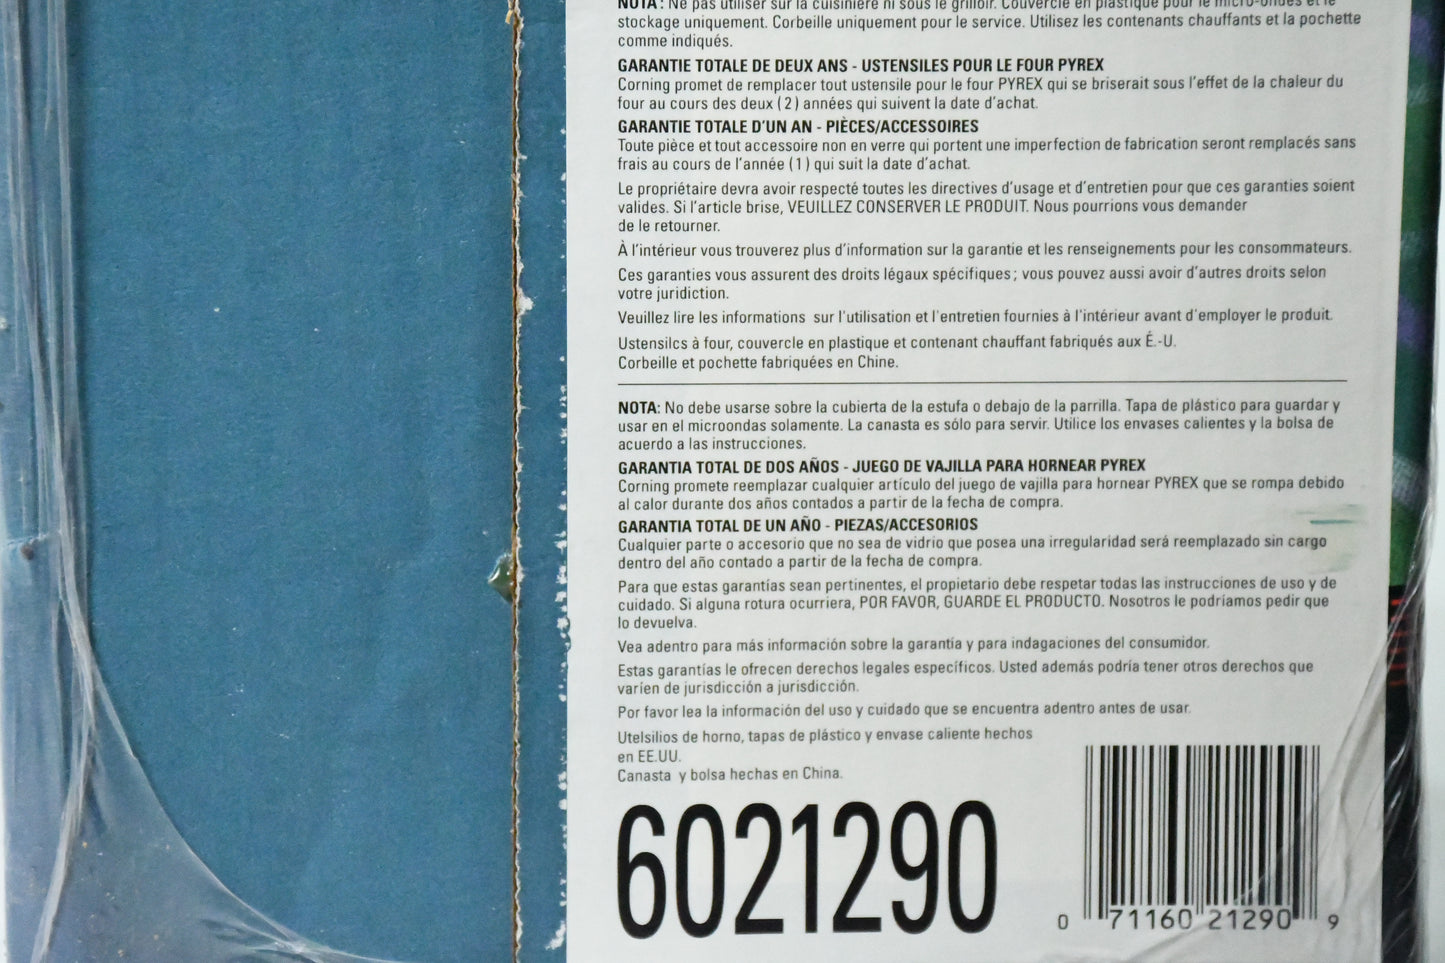 NOTA : Ne pas utiliser sur la cuisinière ni sous le grilloir. Couvercle en plastique pour le micro-ondes et le
stockage uniquement. Corbeille uniquement pour le service. Utilisez les contenants chauffants et la pochette
comme indiqués.
GARANTIE TOTALE DE DEUX ANS - USTENSILES POUR LE FOUR PYREX
Corning promet de remplacer tout ustensile pour le four PYREX qui se briserait sous l'effet de la chaleur du
four au cours des deux (2) années qui suivent la date d'achat.
GARANTIE TOTALE D'UN AN - PIÈCES/ACCESSOIRES
Toute pièce et tout accessoire non en verre qui portent une imperfection de fabrication seront remplacés sans
frais au cours de l'année (1) qui suit la date d'achat.
Le propriétaire devra avoir respecté toutes les directives d'usage et d'entretien pour que ces garanties soient
valides. Si l'article brise, VEUILLEZ CONSERVER LE PRODUIT. Nous pourrions vous demander
de le retourner.
À l'intérieur vous trouverez plus d'information sur la garantie et les renseignements pour les consommateurs.
Ces garanties vous assurent des droits légaux spécifiques ; vous pouvez aussi avoir d'autres droits selon
votre juridiction.
Veuillez lire les informations sur l'utilisation et l'entretien fournies à l'intérieur avant d'employer le produit.
Ustensilcs à four, couvercle en plastique et contenant chauffant fabriqués aux É.-U.
Corbeille et pochette fabriquées en Chine.
NOTA: No debe usarse sobre la cubierta de la estufa o debajo de la parrilla. Tapa de plástico para guardar y
usar en el microondas solamente. La canasta es sólo para servir. Utilice los envases calientes y la bolsa de
acuerdo a las instrucciones.
GARANTIA TOTAL DE DOS AÑOS - JUEGO DE VAJILLA PARA HORNEAR PYREX
Corning promete reemplazar cualquier artículo del juego de vajilla para hornear PYREX que se rompa debido
al calor durante dos años contados a partir de la fecha de compra.
GARANTIA TOTAL DE UN AÑO - PIEZAS/ACCESORIOS
Cualquier parte o accesorio que no sea de vidrio que posea una irregularidad será reemplazado sin cargo
dentro del año contado a partir de la fecha de compra.
Para que estas garantías sean pertinentes, el propietario debe respetar todas las instrucciones de uso y de
cuidado. Si alguna rotura ocurriera, POR FAVOR, GUARDE EL PRODUCTO. Nosotros le podríamos pedir que
lo devuelva.
Vea adentro para más información sobre la garantía y para indagaciones del consumidor.
Estas garantías le ofrecen derechos legales específicos. Usted además podría tener otros derechos que
varíen de jurisdicción a jurisdicción.
Por favor lea la información del uso y cuidado que se encuentra adentro antes de usar.
Utelsilios de horno, tapas de plástico y envase caliente hechos
en EE.UU.
Canasta y bolsa hechas en China.
6021290
0 71160 21290 9